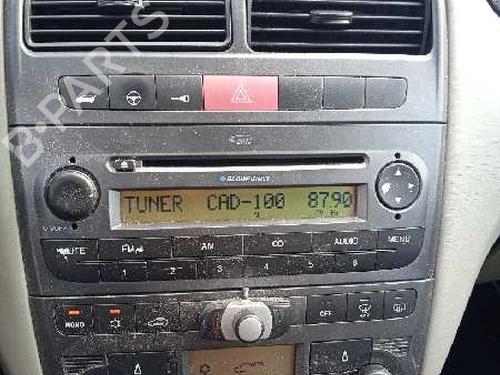 B-PARTS
BLAUPUNKT
TUNER CAD-100 8790
MUTE FM AM CD AUDIO MENU
1 2 3 4 5 6
MONO OFF